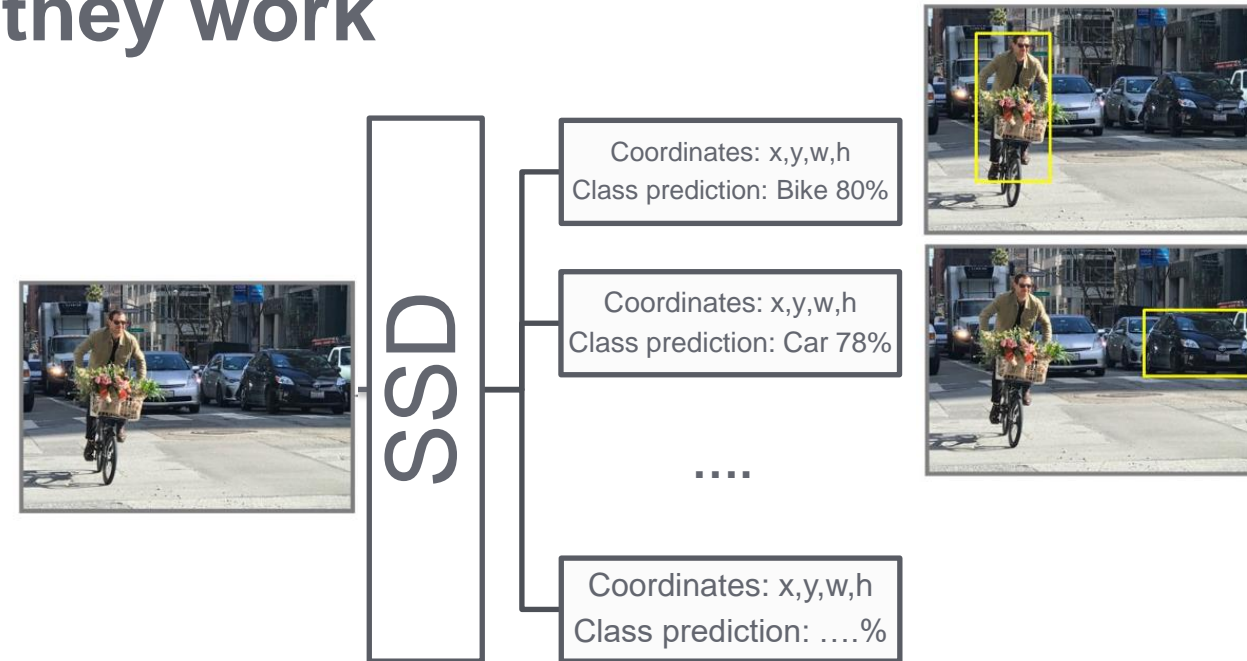 they work
Coordinates: x,y,w,h
Class prediction: Bike 80%
SSD
Coordinates: x,y,w,h
Class prediction: Car 78%
....
Coordinates: x,y,w,h
Class prediction: ....%